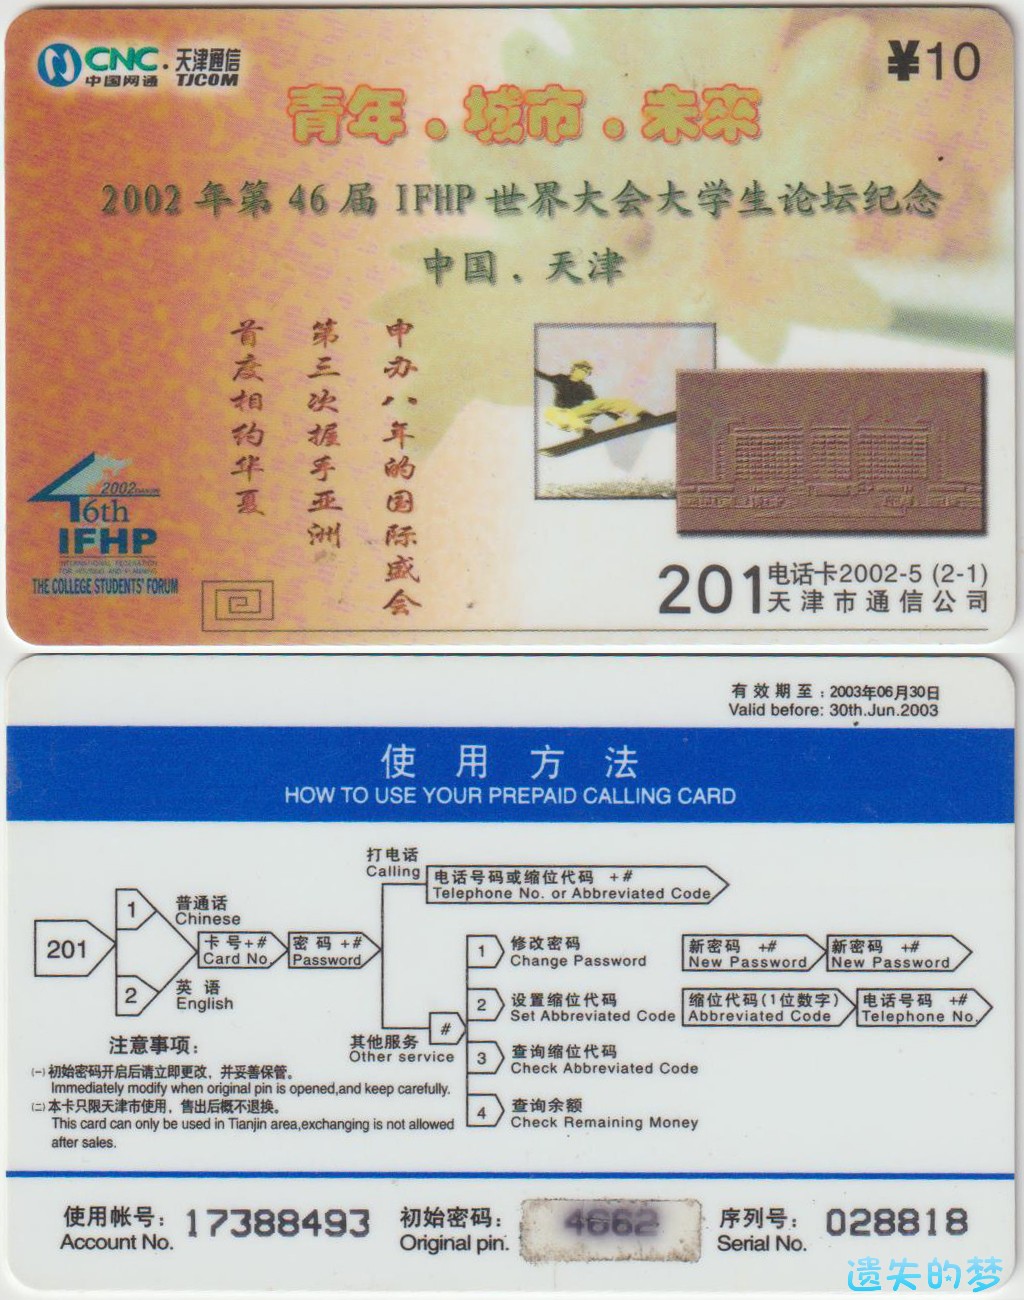 CNC · 天津通信
中国网通 TJCOM
¥10
青年 . 城市 . 未来
2002 年第 46 届 IFHP 世界大会大学生论坛纪念
中国 . 天津
申办八年的国际盛会
第三次握手亚洲
首度相约华夏
2002 TIANJIN
46th
IFHP
INTERNATIONAL FEDERATION
FOR HOUSING AND PLANNING
THE COLLEGE STUDENTS' FORUM
201 电话卡2002-5 (2-1)
天津市通信公司
有效期至：2003年06月30日
Valid before: 30th.Jun.2003
使用方法
HOW TO USE YOUR PREPAID CALLING CARD
201
1
普通话
Chinese
2
英语
English
卡号+#
Card No.
密码 +#
Password
打电话
Calling
电话号码或缩位代码 +#
Telephone No. or Abbreviated Code
其他服务
Other service
#
1
修改密码
Change Password
新密码 +#
New Password
新密码 +#
New Password
2
设置缩位代码
Set Abbreviated Code
缩位代码(1位数字)
Abbreviated Code
电话号码 +#
Telephone No.
3
查询缩位代码
Check Abbreviated Code
4
查询余额
Check Remaining Money
注意事项：
(一)初始密码开启后请立即更改，并妥善保管。
Immediately modify when original pin is opened,and keep carefully.
(二)本卡只限天津市使用，售出后概不退换。
This card can only be used in Tianjin area,exchanging is not allowed
after sales.
使用帐号：17388493
Account No.
初始密码：4662
Original pin.
序列号：028818
Serial No.
遗失的梦